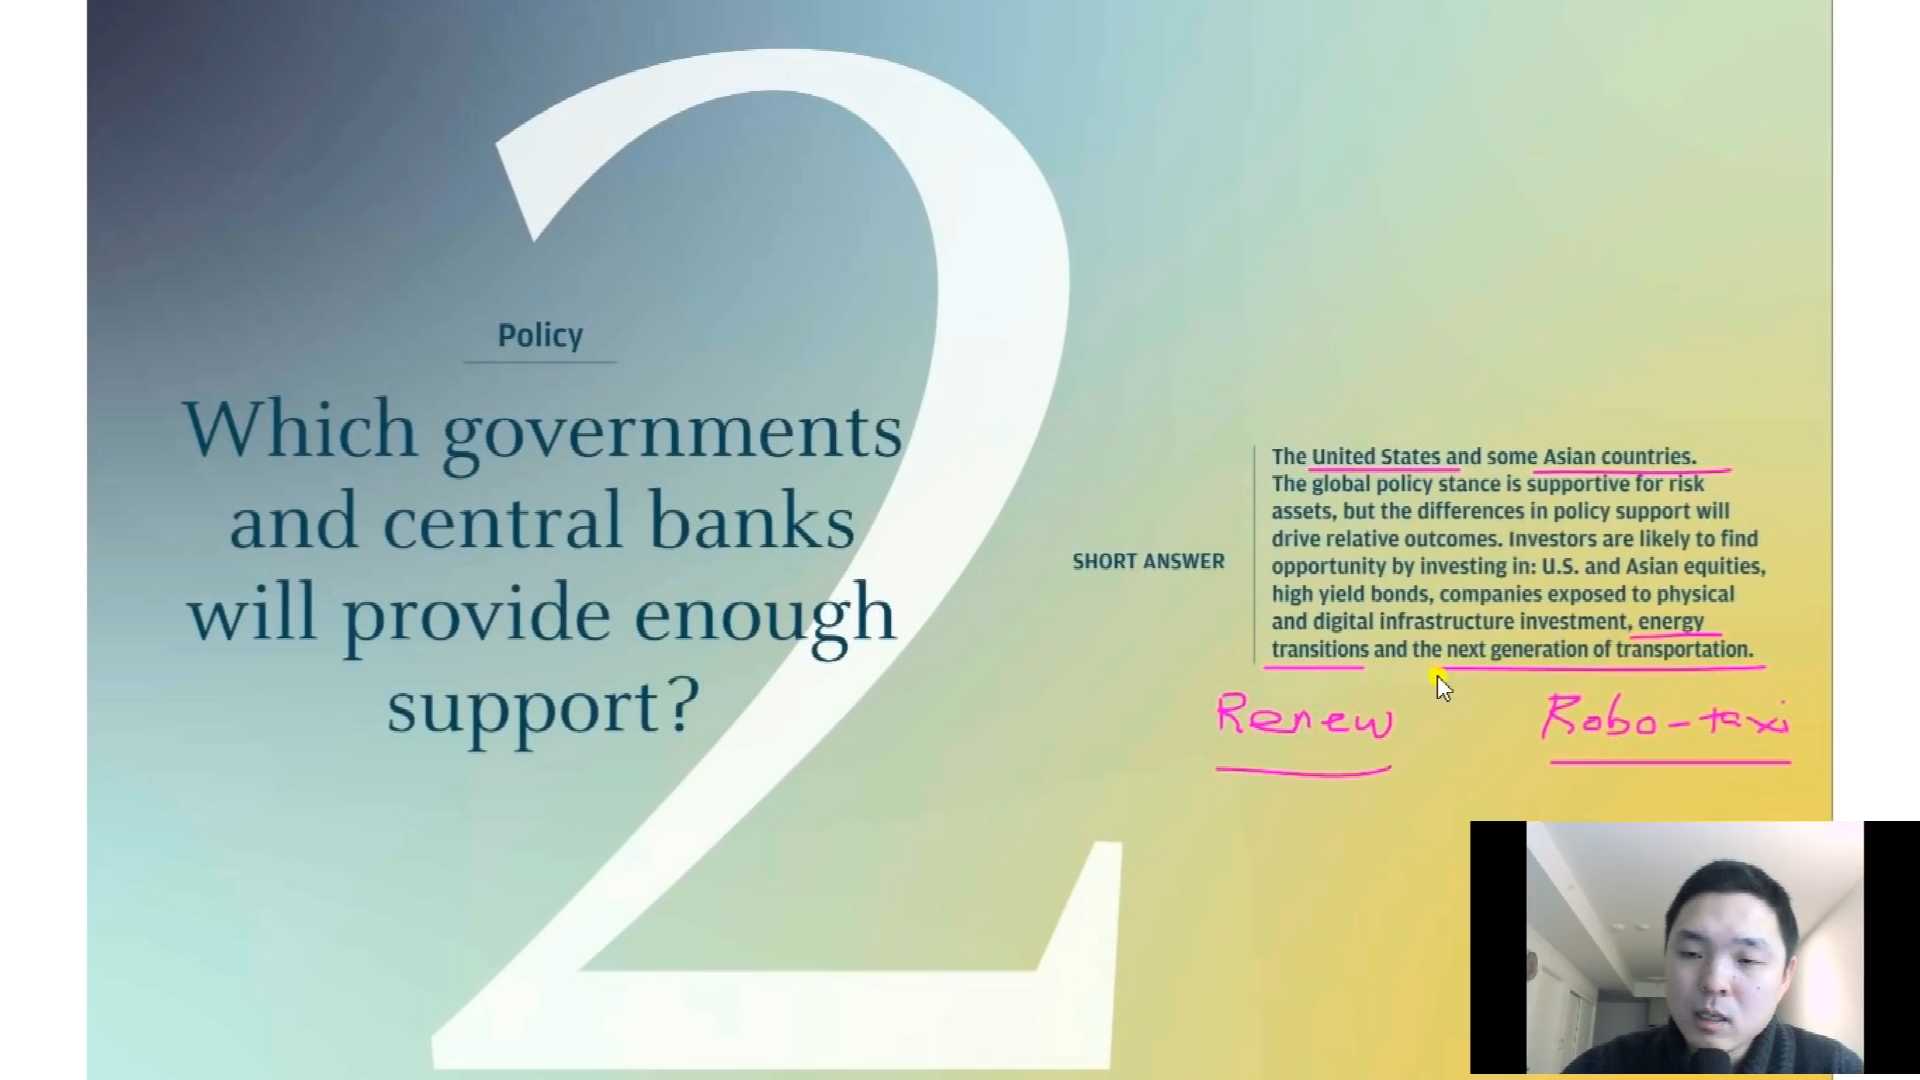 2
Policy
Which governments
and central banks
will provide enough
support?
SHORT ANSWER
The United States and some Asian countries.
The global policy stance is supportive for risk
assets, but the differences in policy support will
drive relative outcomes. Investors are likely to find
opportunity by investing in: U.S. and Asian equities,
high yield bonds, companies exposed to physical
and digital infrastructure investment, energy
transitions and the next generation of transportation.
Renew
Robo-taxi